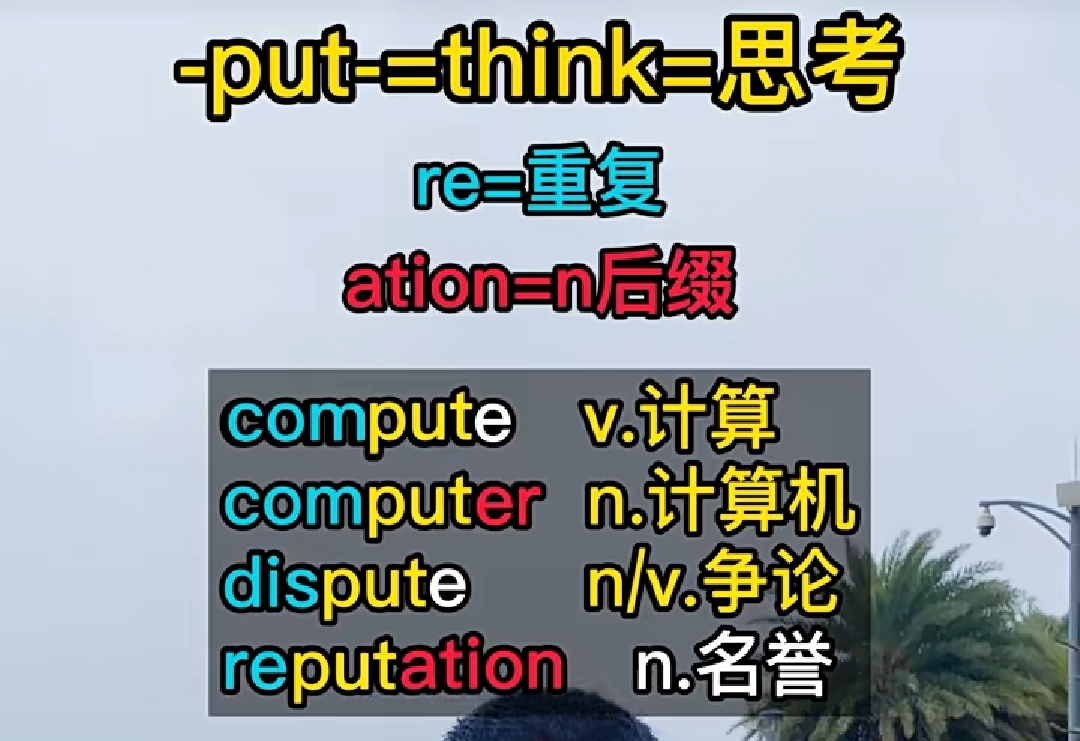 -put-=think=思考
re=重复
ation=n后缀
compute v.计算
computer n.计算机
dispute n/v.争论
reputation n.名誉